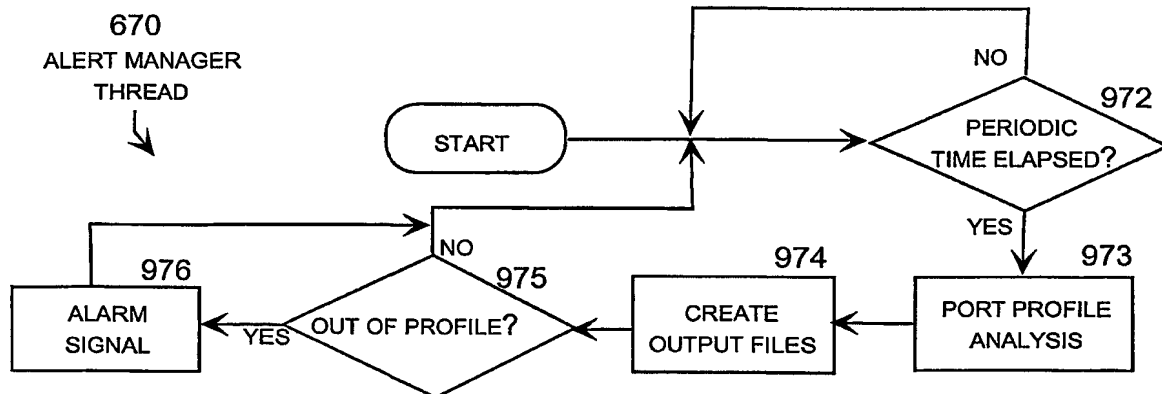 670
ALERT MANAGER
THREAD
START
NO
972
PERIODIC
TIME ELAPSED?
YES
973
PORT PROFILE
ANALYSIS
974
CREATE
OUTPUT FILES
975
OUT OF PROFILE?
NO
YES
976
ALARM
SIGNAL